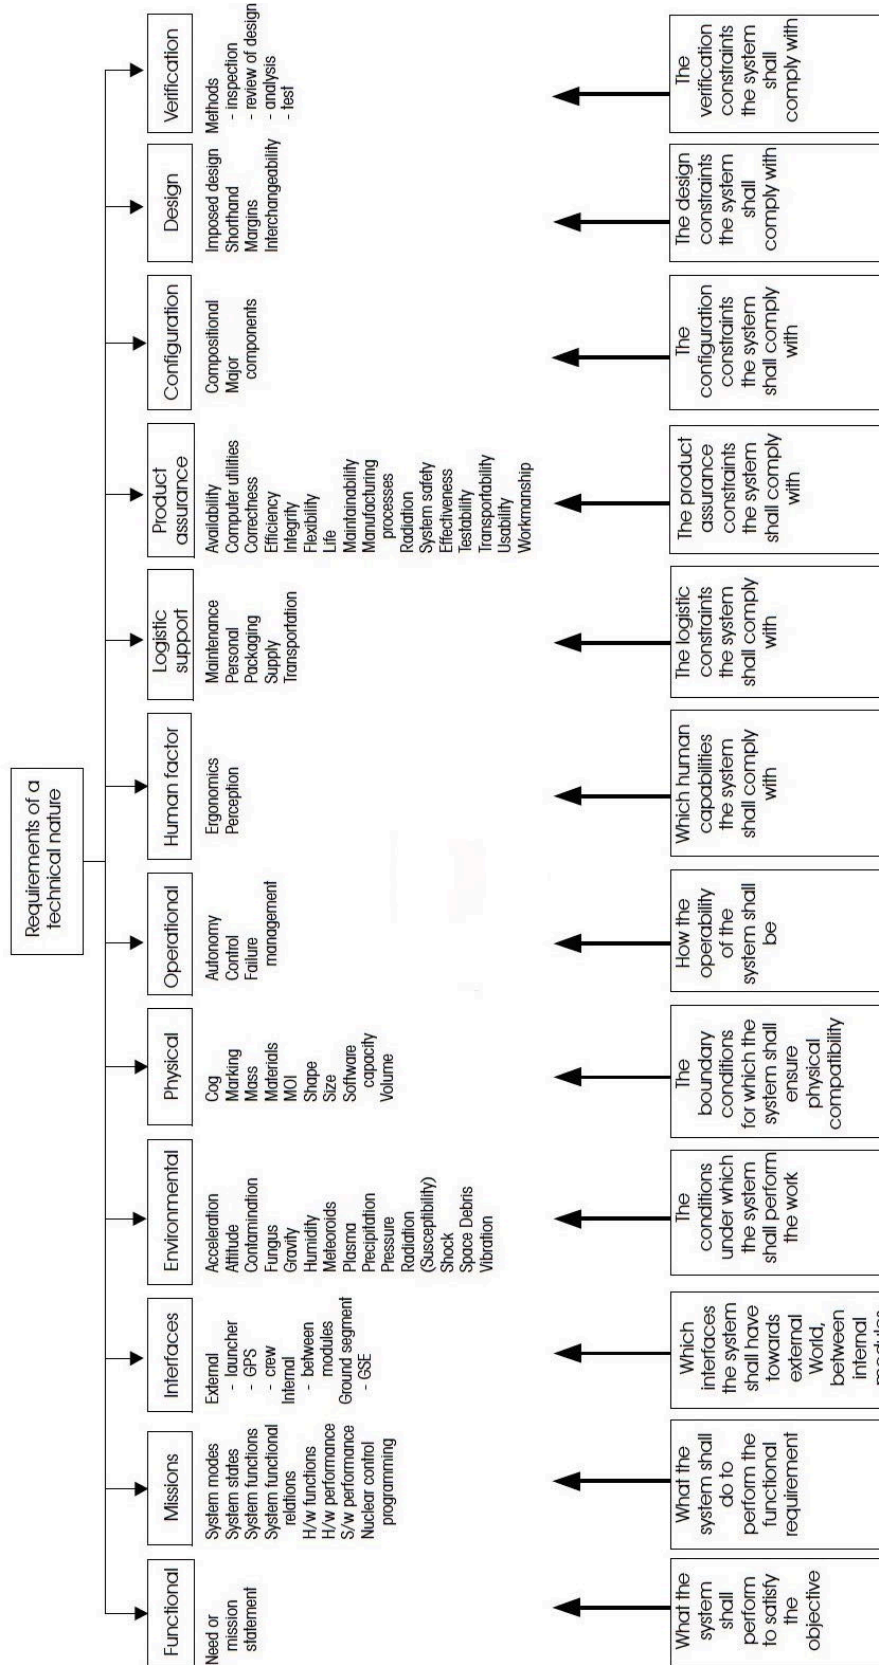 Requirements of a
technical nature
Functional
Need or
mission
statement
What the
system
shall
perform
to satisfy
the
objective
Missions
System modes
System states
System functions
System functional
relations
H/w functions
H/w performance
S/w performance
Nuclear control
programming
What the
system shall
do to
perform the
functional
requirement
Interfaces
External
- launcher
- GPS
- crew
Internal
- between
modules
Ground segment
- GSE
Which
interfaces
the system
shall have
towards
external
World,
between
internal
modules
Environmental
Acceleration
Attitude
Contamination
Fungus
Gravity
Humidity
Meteoroids
Plasma
Precipitation
Pressure
Radiation
(Susceptibility)
Shock
Space Debris
Vibration
The
conditions
under which
the system
shall perform
the work
Physical
Cog
Marking
Mass
Materials
MOI
Shape
Size
Software
capacity
Volume
The
boundary
conditions
for which the
system shall
ensure
physical
compatibility
Operational
Autonomy
Control
Failure
management
How the
operability
of the
system shall
be
Human factor
Ergonomics
Perception
Which human
capabilities
the system
shall comply
with
Logistic
support
Maintenance
Personal
Packaging
Supply
Transportation
The logistic
constraints
the system
shall comply
with
Product
assurance
Availability
Computer utilities
Correctness
Efficiency
Integrity
Flexibility
Life
Maintainability
Manufacturing
processes
Radiation
System safety
Effectiveness
Testability
Transportability
Usability
Workmanship
The product
assurance
constraints
the system
shall comply
with
Configuration
Compositional
Major
components
The
configuration
constraints
the system
shall comply
with
Design
Imposed design
Shorthand
Margins
Interchangeability
The design
constraints
the system
shall
comply with
Verification
Methods
- inspection
- review of design
- analysis
- test
The
verification
constraints
the system
shall
comply with